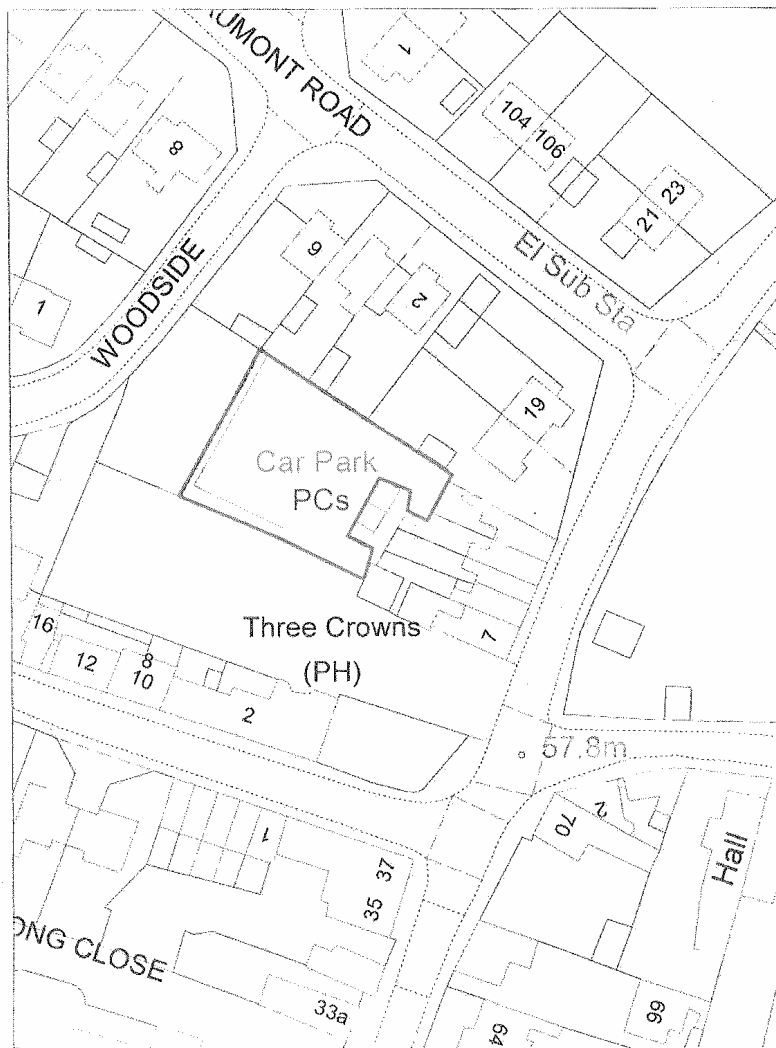 AUMONT ROAD
1
104
106
8
23
21
El Sub Sta
9
2
WOODSIDE
1
19
Car Park
PCs
Three Crowns
(PH)
7
16
12
8
10
2
57.8m
1
37
35
70
2
Hall
ONG CLOSE
33a
64
66